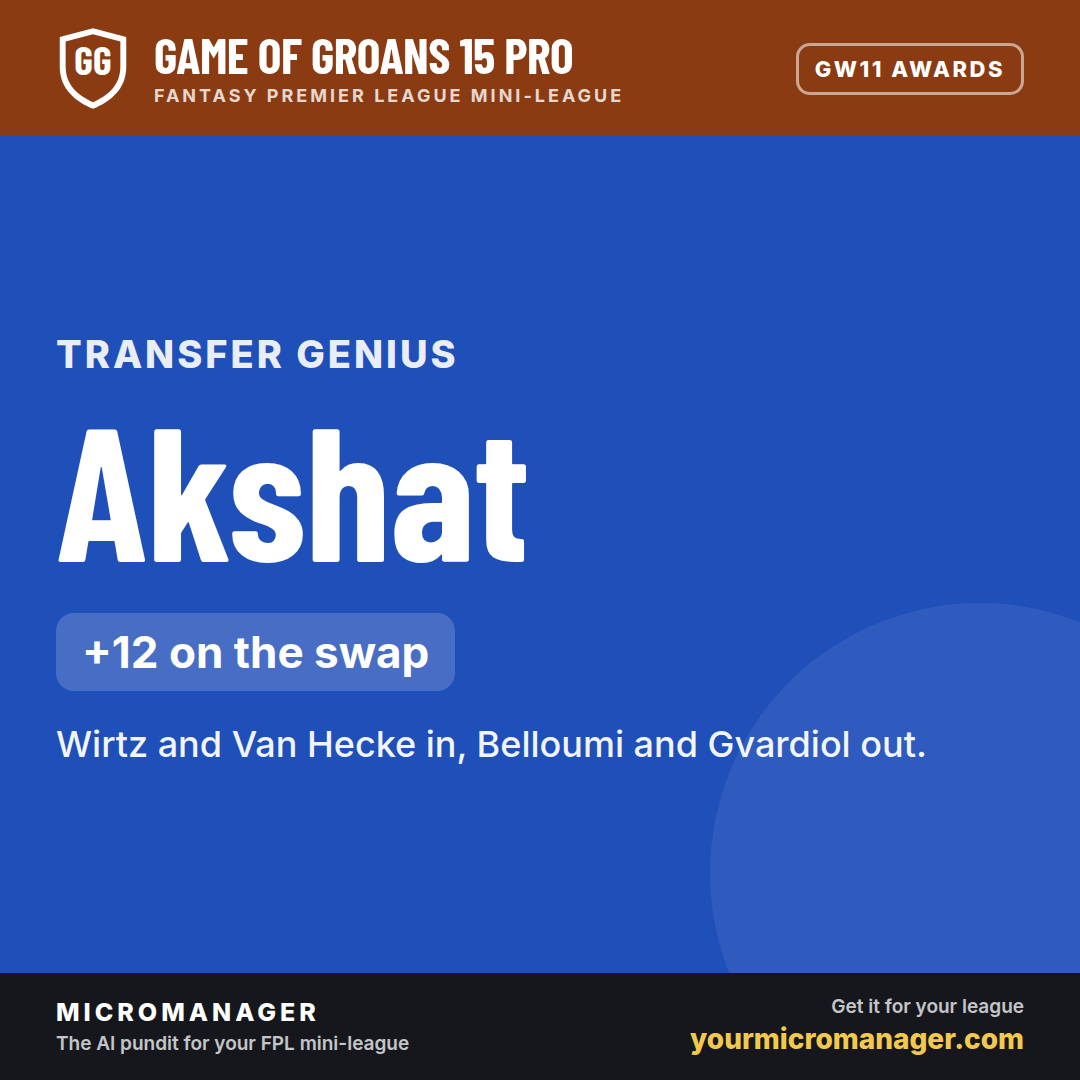 GG
GAME OF GROANS 15 PRO
FANTASY PREMIER LEAGUE MINI-LEAGUE
GW11 AWARDS
TRANSFER GENIUS
Akshat
+12 on the swap
Wirtz and Van Hecke in, Belloumi and Gvardiol out.
MICROMANAGER
The AI pundit for your FPL mini-league
Get it for your league
yourmicromanager.com